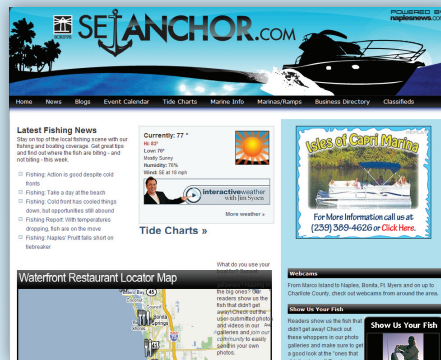 POWERED BY
naplesnews.com
SETANCHOR.COM
Home News Blogs Event Calendar Tide Charts Marine Info Marinas/Ramps Business Directory Classifieds
Latest Fishing News
Stay on top of the local fishing scene with our
fishing and boating coverage. Get great tips
and find out where the fish are biting - and
not biting - this week.
Fishing: Action is good despite cold
fronts
Fishing: Take a day at the beach
Fishing: Cold front has cooled things
down, but opportunities still abound
Fishing Report: With temperatures
dropping, fish are on the move
Fishing: Naples' Pruitt falls short on
tiebreaker
Currently: 77 °
Hi: 83°
Low: 70°
Mostly Sunny
Humidity: 70%
Wind: SE at 10 mph
interactiveweather
with Jim Syoen
More weather »
Tide Charts »
Isles of Capri Marina
For More Information call us at
(239) 389-4626 or Click Here.
Waterfront Restaurant Locator Map
What do you use your
the big ones? Our
readers show us the
fish that didn't get
away! Check out the
user-submitted photos
and videos in our
galleries and join our
community to easily
send in your own
photos.
Bonita
Springs
Webcams
From Marco Island to Naples, Bonita, Ft. Myers and on up to
Charlotte County, check out webcams from around the area.
Show Us Your Fish
Readers show us the fish that
didn't get away! Check out
these whoppers in our photo
galleries and make sure to get
a good look at the "ones that
Show Us Your Fish